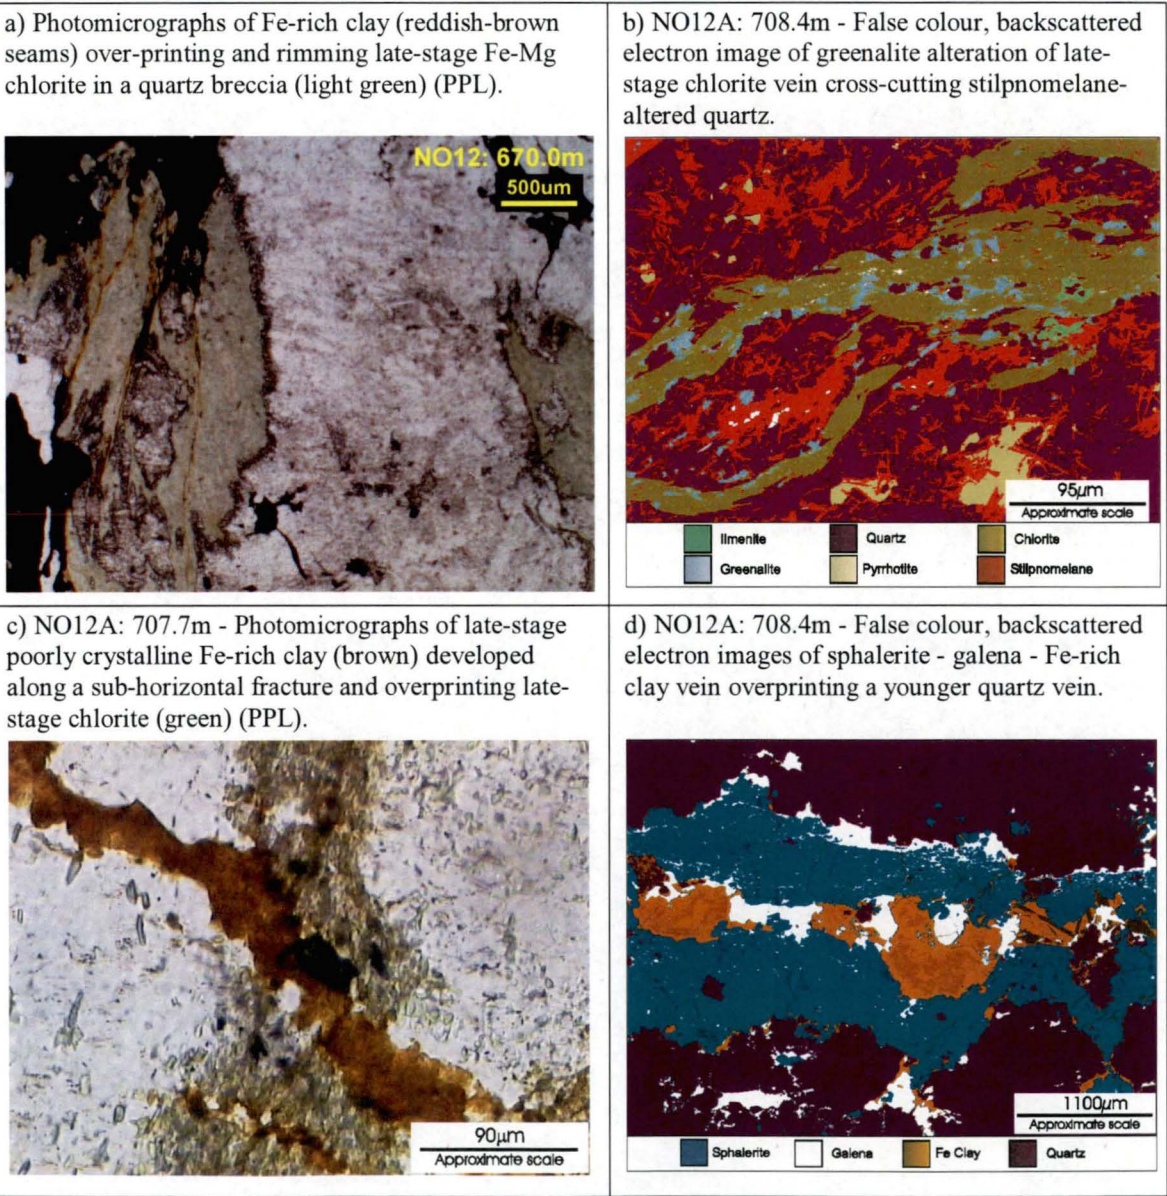 a) Photomicrographs of Fe-rich clay (reddish-brown
seams) over-printing and rimming late-stage Fe-Mg
chlorite in a quartz breccia (light green) (PPL).
NO12: 670.0m
500um
b) NO12A: 708.4m - False colour, backscattered
electron image of greenalite alteration of late-
stage chlorite vein cross-cutting stilpnomelane-
altered quartz.
95µm
Approximate scale
Ilmenite Quartz Chlorite
Greenalite Pyrrhotite Stilpnomelane
c) NO12A: 707.7m - Photomicrographs of late-stage
poorly crystalline Fe-rich clay (brown) developed
along a sub-horizontal fracture and overprinting late-
stage chlorite (green) (PPL).
90µm
Approximate scale
d) NO12A: 708.4m - False colour, backscattered
electron images of sphalerite - galena - Fe-rich
clay vein overprinting a younger quartz vein.
1100µm
Approximate scale
Sphalerite Galena Fe Clay Quartz